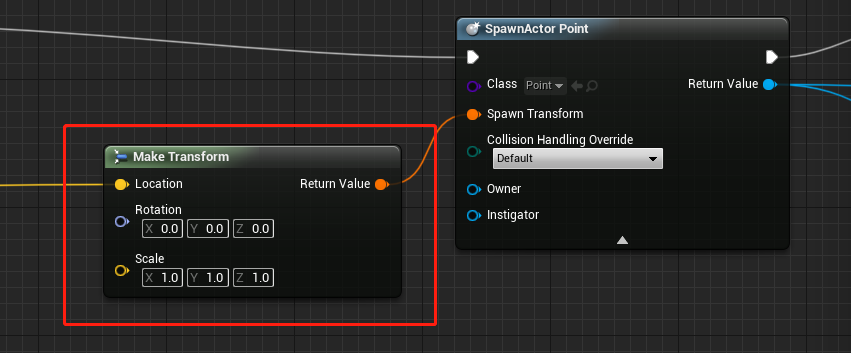 SpawnActor Point
Class Point
Return Value
Spawn Transform
Collision Handling Override
Default
Owner
Instigator
Make Transform
Location
Return Value
Rotation
X 0.0 Y 0.0 Z 0.0
Scale
X 1.0 Y 1.0 Z 1.0